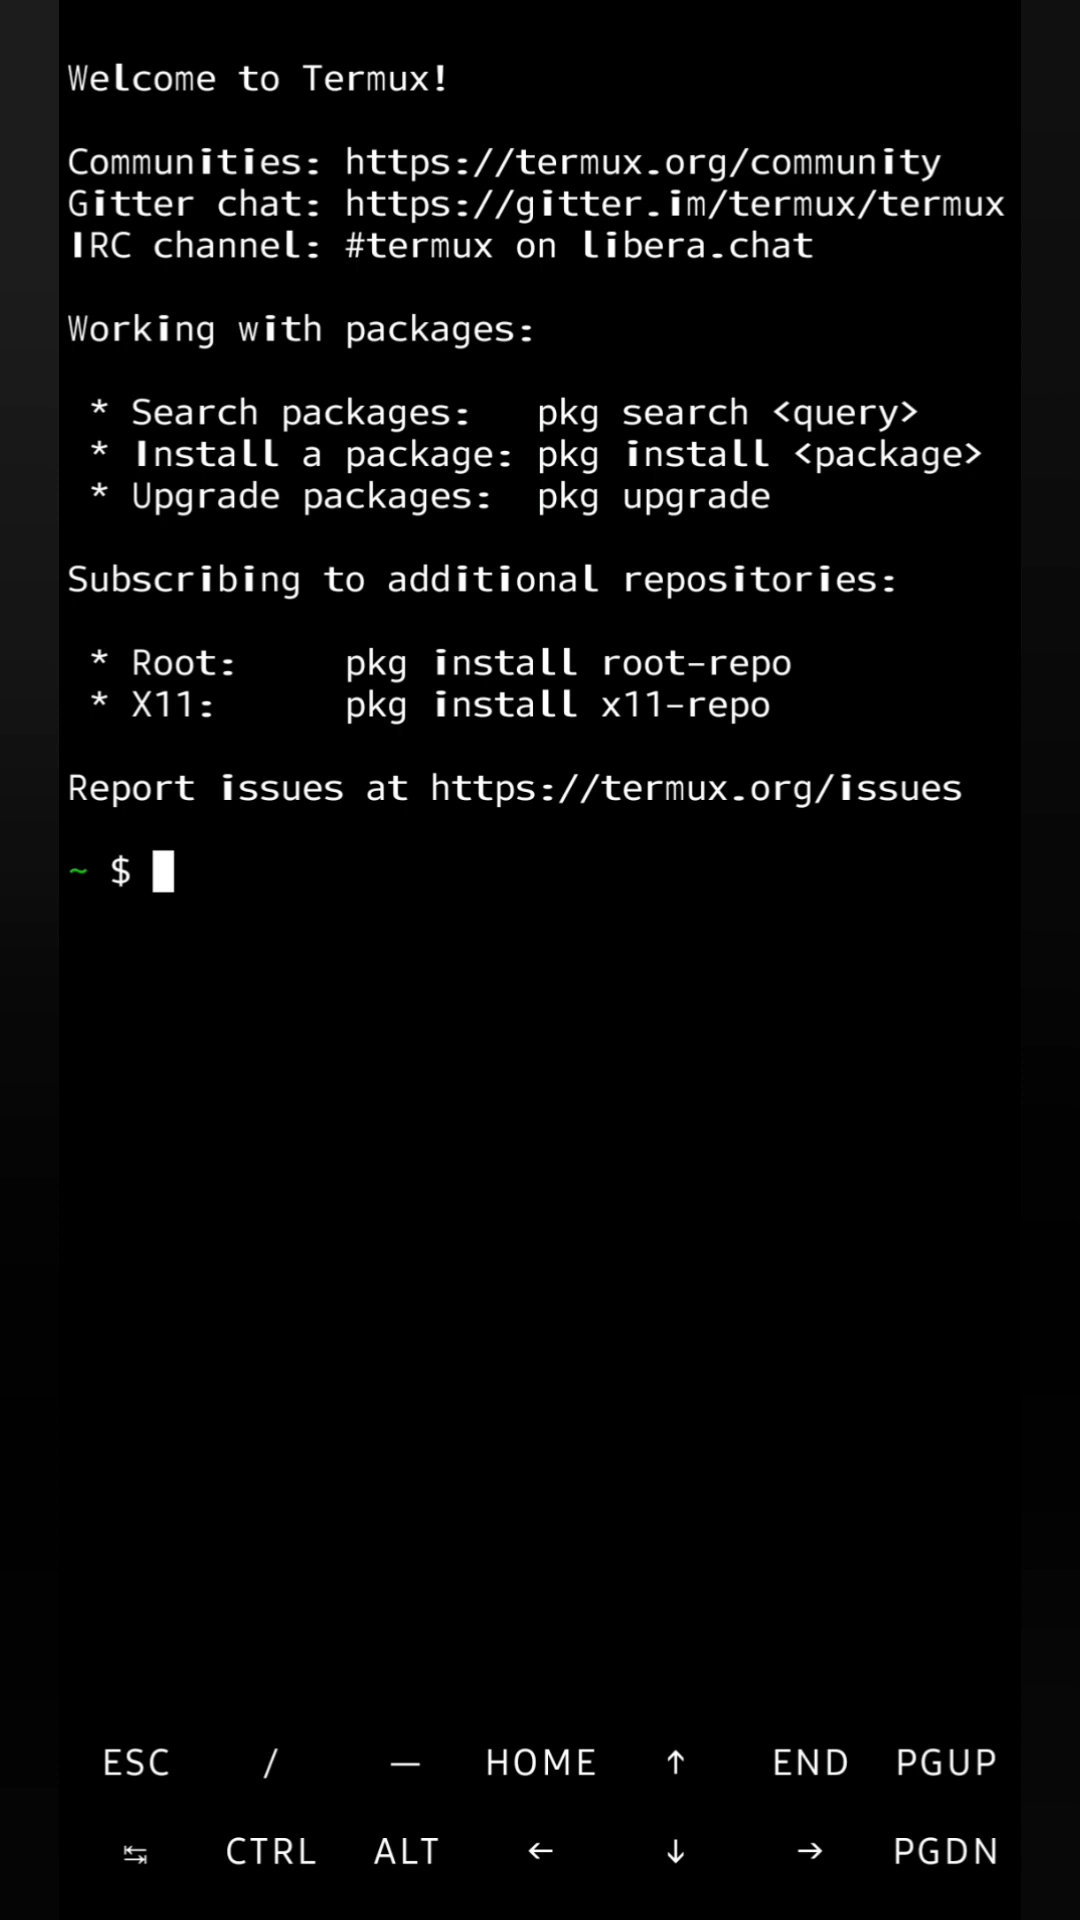 Welcome to Termux!
Communities: https://termux.org/community
Gitter chat: https://gitter.im/termux/termux
IRC channel: #termux on libera.chat
Working with packages:
* Search packages: pkg search <query>
* Install a package: pkg install <package>
* Upgrade packages: pkg upgrade
Subscribing to additional repositories:
* Root: pkg install root-repo
* X11: pkg install x11-repo
Report issues at https://termux.org/issues
~ $
ESC / — HOME ↑ END PGUP
↹ CTRL ALT ← ↓ → PGDN